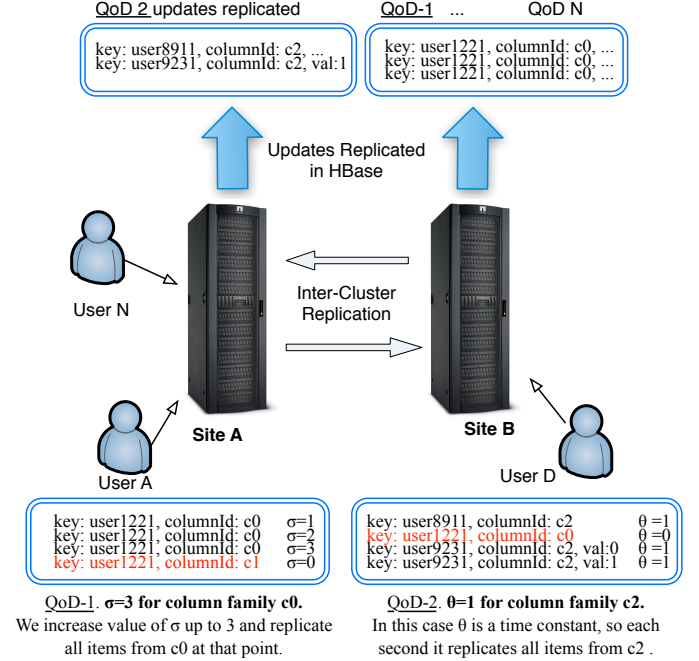 QoD 2 updates replicated
key: user8911, columnId: c2, ...
key: user9231, columnId: c2, val:1
QoD-1 ... QoD N
key: user1221, columnId: c0, ...
key: user1221, columnId: c0, ...
key: user1221, columnId: c0, ...
Updates Replicated
in HBase
User N
Inter-Cluster
Replication
Site A
Site B
User A
User D
key: user1221, columnId: c0 σ=1
key: user1221, columnId: c0 σ=2
key: user1221, columnId: c0 σ=3
key: user1221, columnId: c1 σ=0
key: user8911, columnId: c2 θ =1
key: user1221, columnId: c0 θ =0
key: user9231, columnId: c2, val:0 θ =1
key: user9231, columnId: c2, val:1 θ =1
QoD-1. σ=3 for column family c0.
We increase value of σ up to 3 and replicate
all items from c0 at that point.
QoD-2. θ=1 for column family c2.
In this case θ is a time constant, so each
second it replicates all items from c2 .